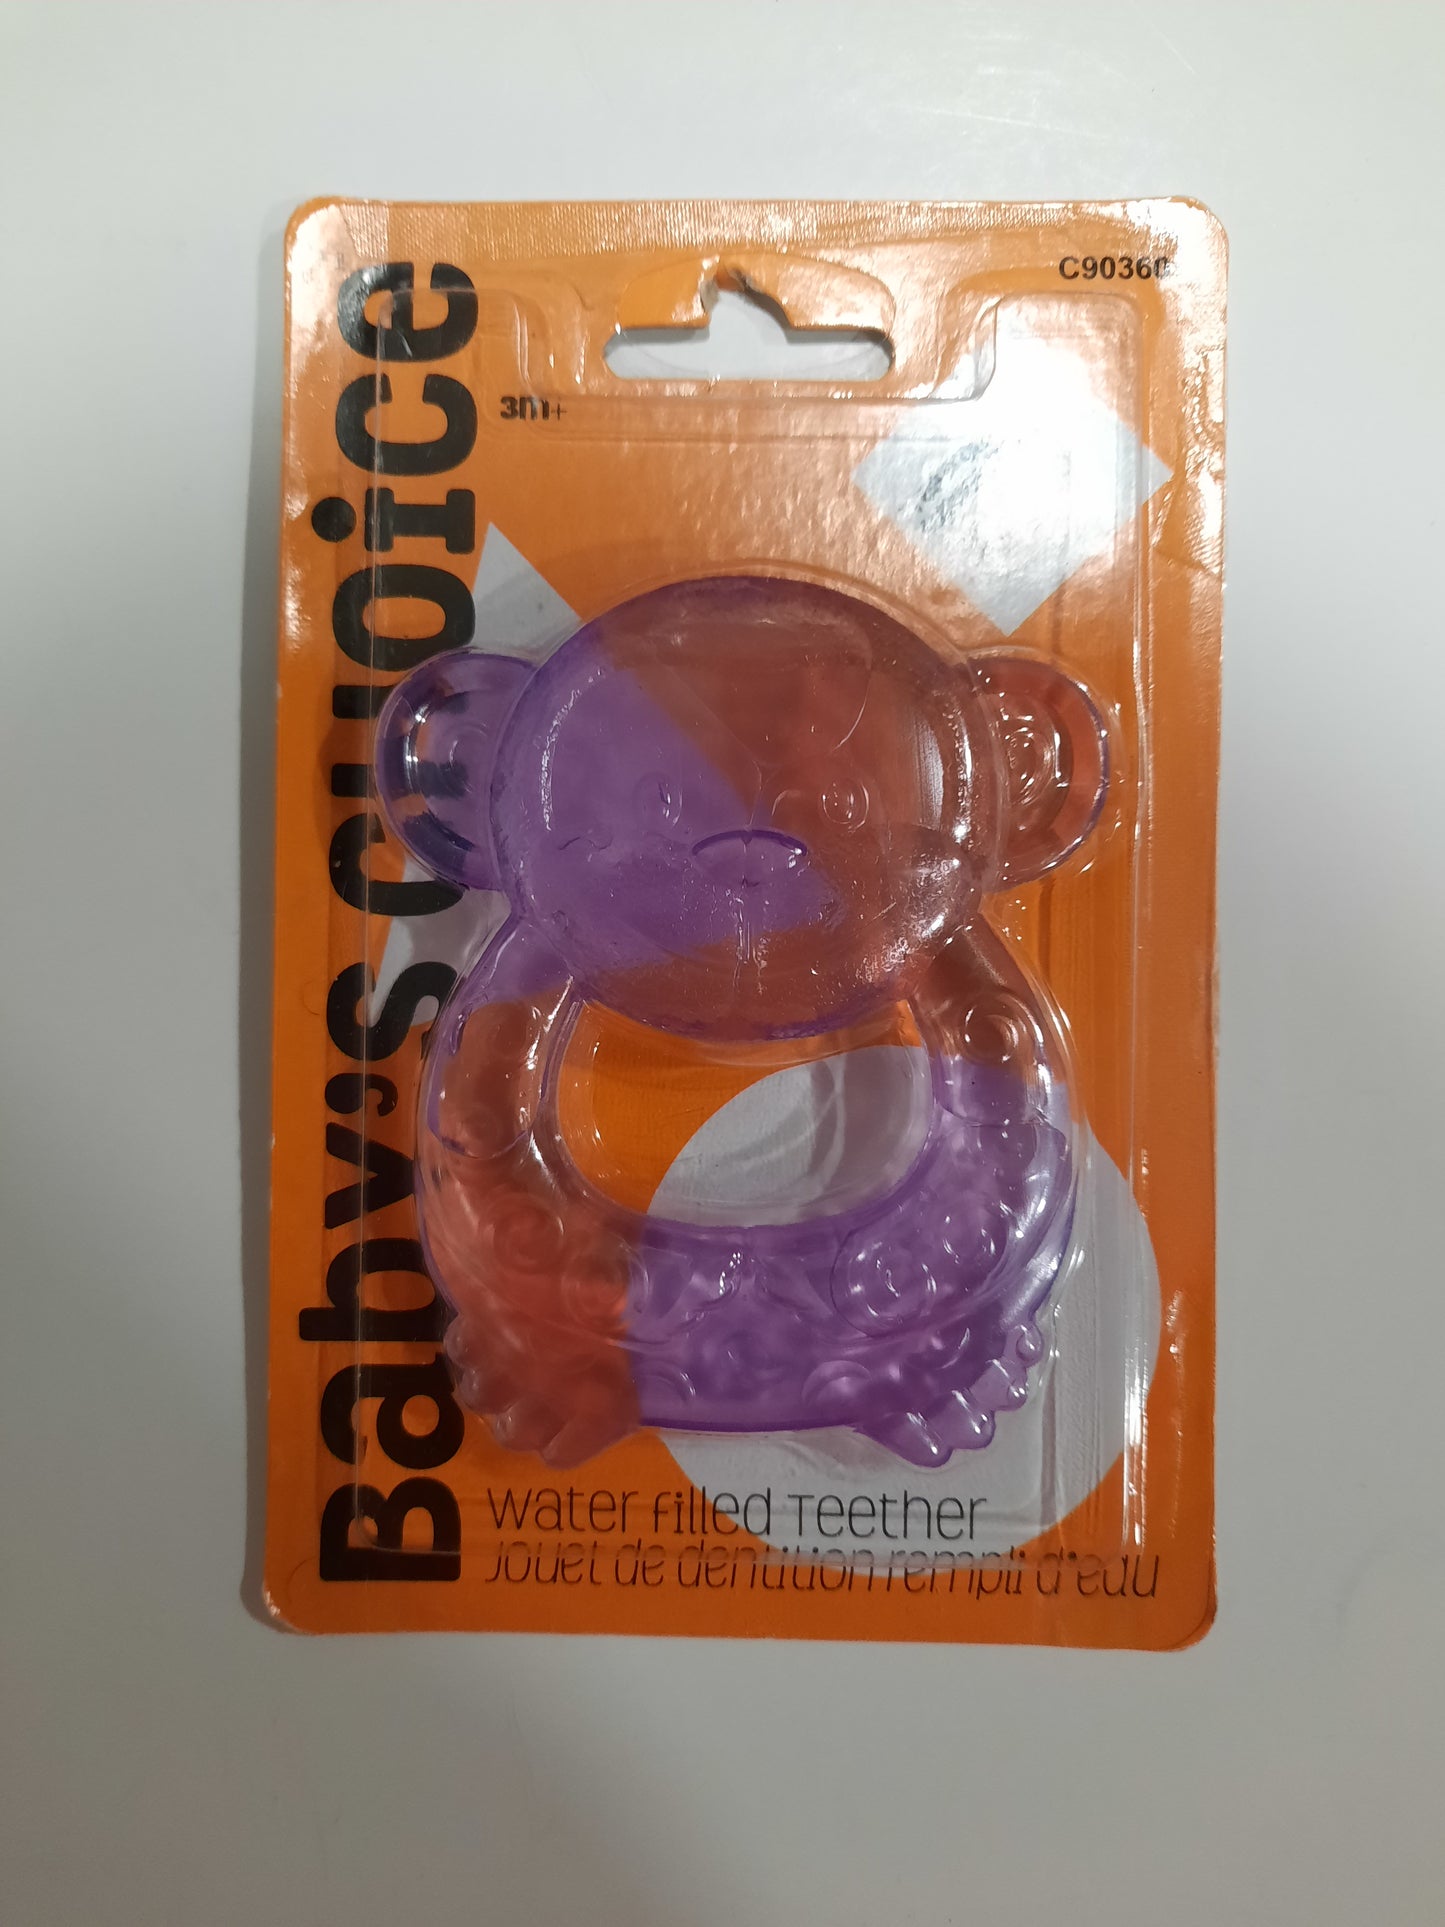 C90360
3m+
Baby's choice
water filled Teether
Jouet de dentition rempli d'eau